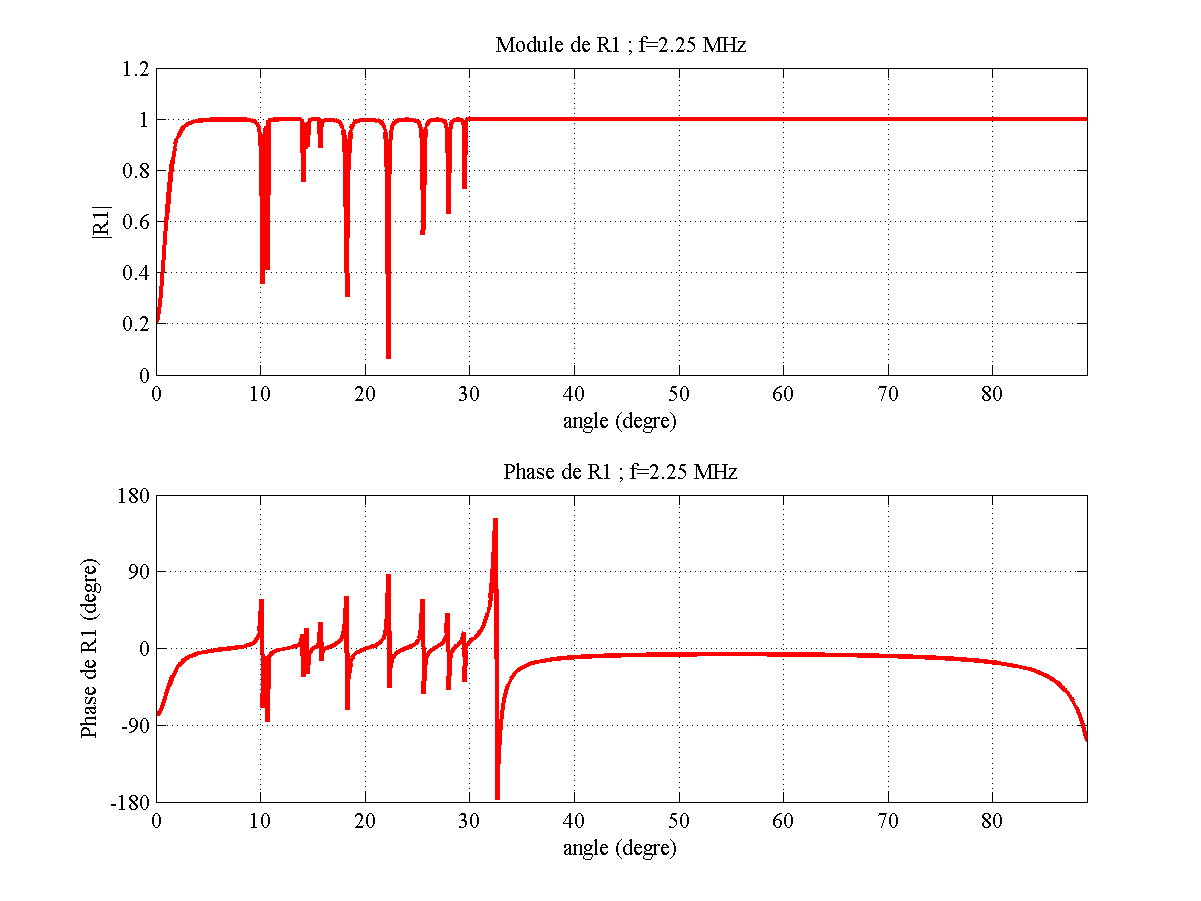 Module de R1 ; f=2.25 MHz
1.2
1
0.8
0.6
0.4
0.2
0
|R1|
0 10 20 30 40 50 60 70 80
angle (degre)
Phase de R1 ; f=2.25 MHz
180
90
0
-90
-180
Phase de R1 (degre)
0 10 20 30 40 50 60 70 80
angle (degre)